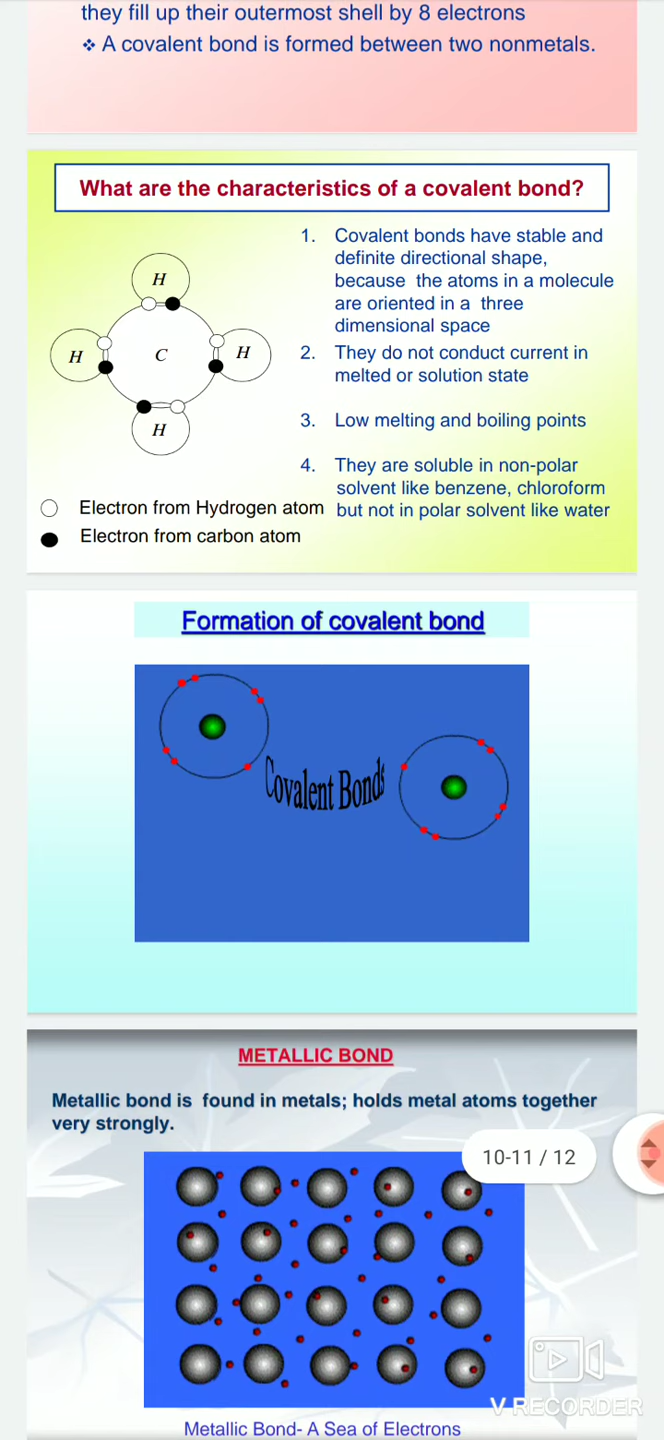 they fill up their outermost shell by 8 electrons
❖ A covalent bond is formed between two nonmetals.
What are the characteristics of a covalent bond?
1. Covalent bonds have stable and
definite directional shape,
because the atoms in a molecule
are oriented in a three
dimensional space
2. They do not conduct current in
melted or solution state
3. Low melting and boiling points
4. They are soluble in non-polar
solvent like benzene, chloroform
but not in polar solvent like water
H
H
C
H
H
Electron from Hydrogen atom
Electron from carbon atom
Formation of covalent bond
Covalent Bonds
METALLIC BOND
Metallic bond is found in metals; holds metal atoms together
very strongly.
10-11 / 12
V RECORDER
Metallic Bond- A Sea of Electrons